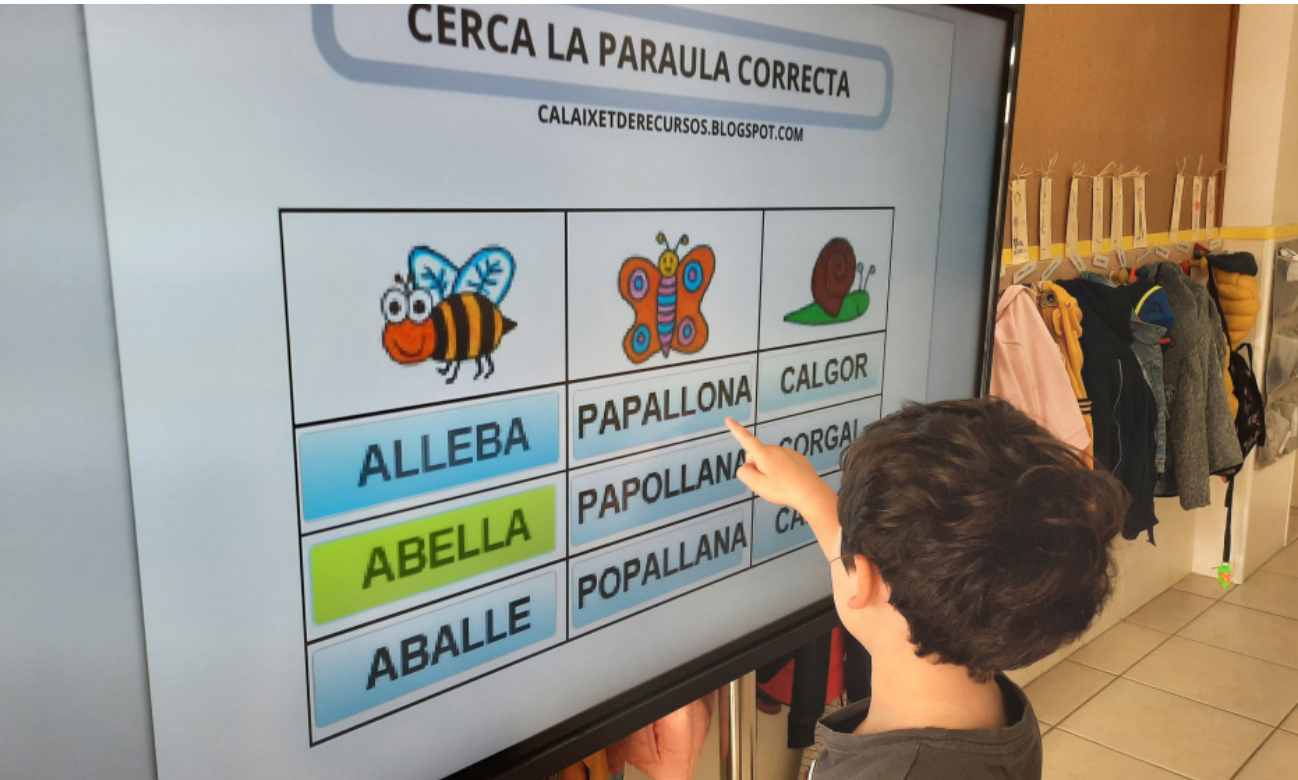 CERCA LA PARAULA CORRECTA
CALAIXETDERECURSOS.BLOGSPOT.COM
ALLEBA PAPALLONA CALGOR
ABELLA PAPOLLANA
ABALLE POPALLANA